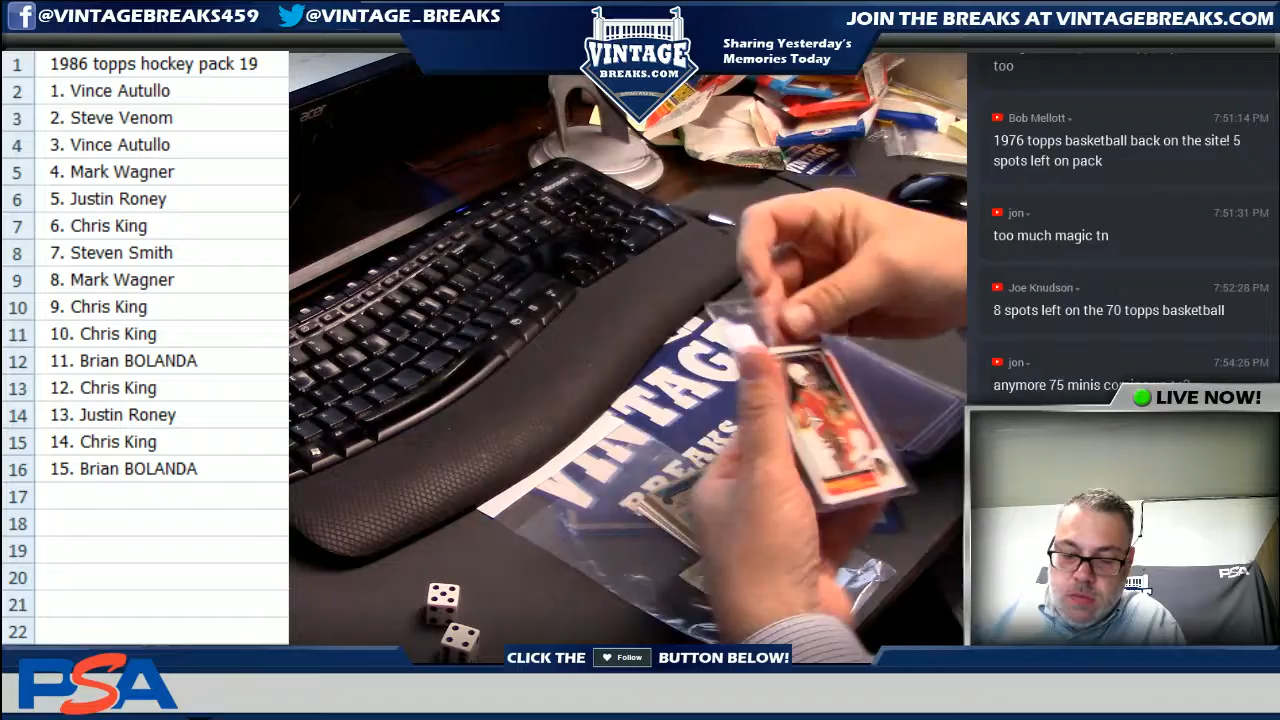 @VINTAGEBREAKS459
@VINTAGE_BREAKS
VINTAGE
BREAKS.COM
Sharing Yesterday's
Memories Today
JOIN THE BREAKS AT VINTAGEBREAKS.COM
1 1986 topps hockey pack 19
2 1. Vince Autullo
3 2. Steve Venom
4 3. Vince Autullo
5 4. Mark Wagner
6 5. Justin Roney
7 6. Chris King
8 7. Steven Smith
9 8. Mark Wagner
10 9. Chris King
11 10. Chris King
12 11. Brian BOLANDA
13 12. Chris King
14 13. Justin Roney
15 14. Chris King
16 15. Brian BOLANDA
17
18
19
20
21
22
acer
VINTAGE
BREAKS
too
Bob Mellott 7:51:14 PM
1976 topps basketball back on the site! 5
spots left on pack
jon 7:51:31 PM
too much magic tn
Joe Knudson 7:52:28 PM
8 spots left on the 70 topps basketball
jon 7:54:26 PM
anymore 75 minis
LIVE NOW!
PSA
CLICK THE Follow BUTTON BELOW!
PSA